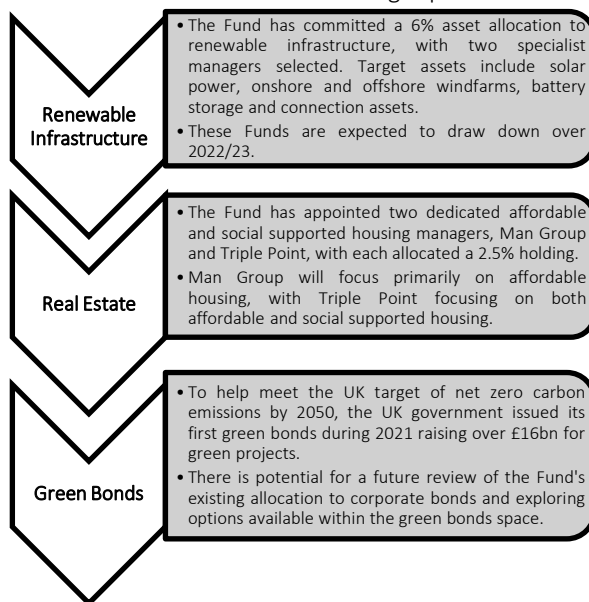 Renewable
Infrastructure
• The Fund has committed a 6% asset allocation to
renewable infrastructure, with two specialist
managers selected. Target assets include solar
power, onshore and offshore windfarms, battery
storage and connection assets.
• These Funds are expected to draw down over
2022/23.
Real Estate
• The Fund has appointed two dedicated affordable
and social supported housing managers, Man Group
and Triple Point, with each allocated a 2.5% holding.
• Man Group will focus primarily on affordable
housing, with Triple Point focusing on both
affordable and social supported housing.
Green Bonds
• To help meet the UK target of net zero carbon
emissions by 2050, the UK government issued its
first green bonds during 2021 raising over £16bn for
green projects.
• There is potential for a future review of the Fund's
existing allocation to corporate bonds and exploring
options available within the green bonds space.